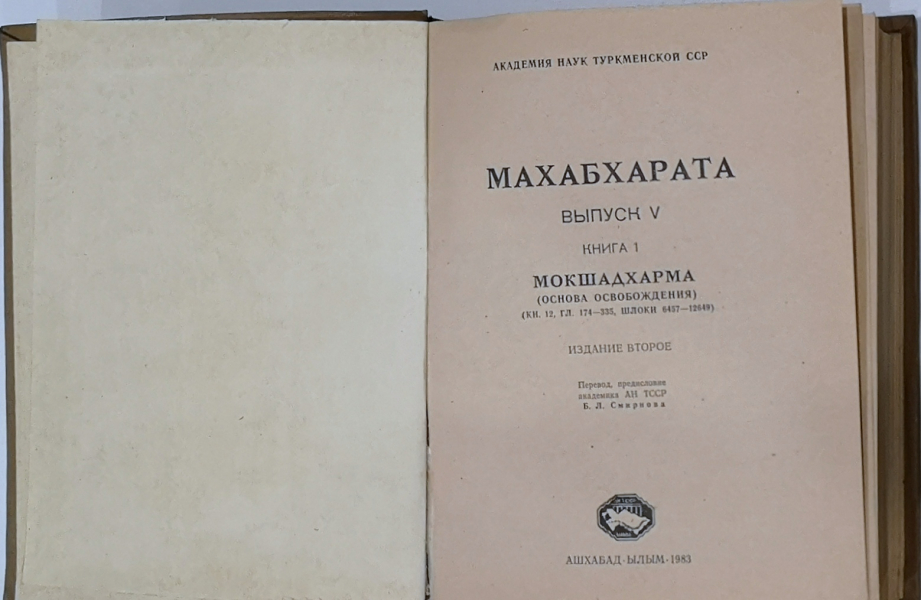 АКАДЕМИЯ НАУК ТУРКМЕНСКОЙ ССР
МАХАБХАРАТА
ВЫПУСК V
КНИГА 1
МОКШАДХАРМА
(ОСНОВА ОСВОБОЖДЕНИЯ)
(КН. 12, ГЛ. 174—335, ШЛОКИ 6457—12649)
ИЗДАНИЕ ВТОРОЕ
Перевод, предисловие
академика АН ТССР
Б. Л. Смирнова
АШХАБАД-ЫЛЫМ-1983